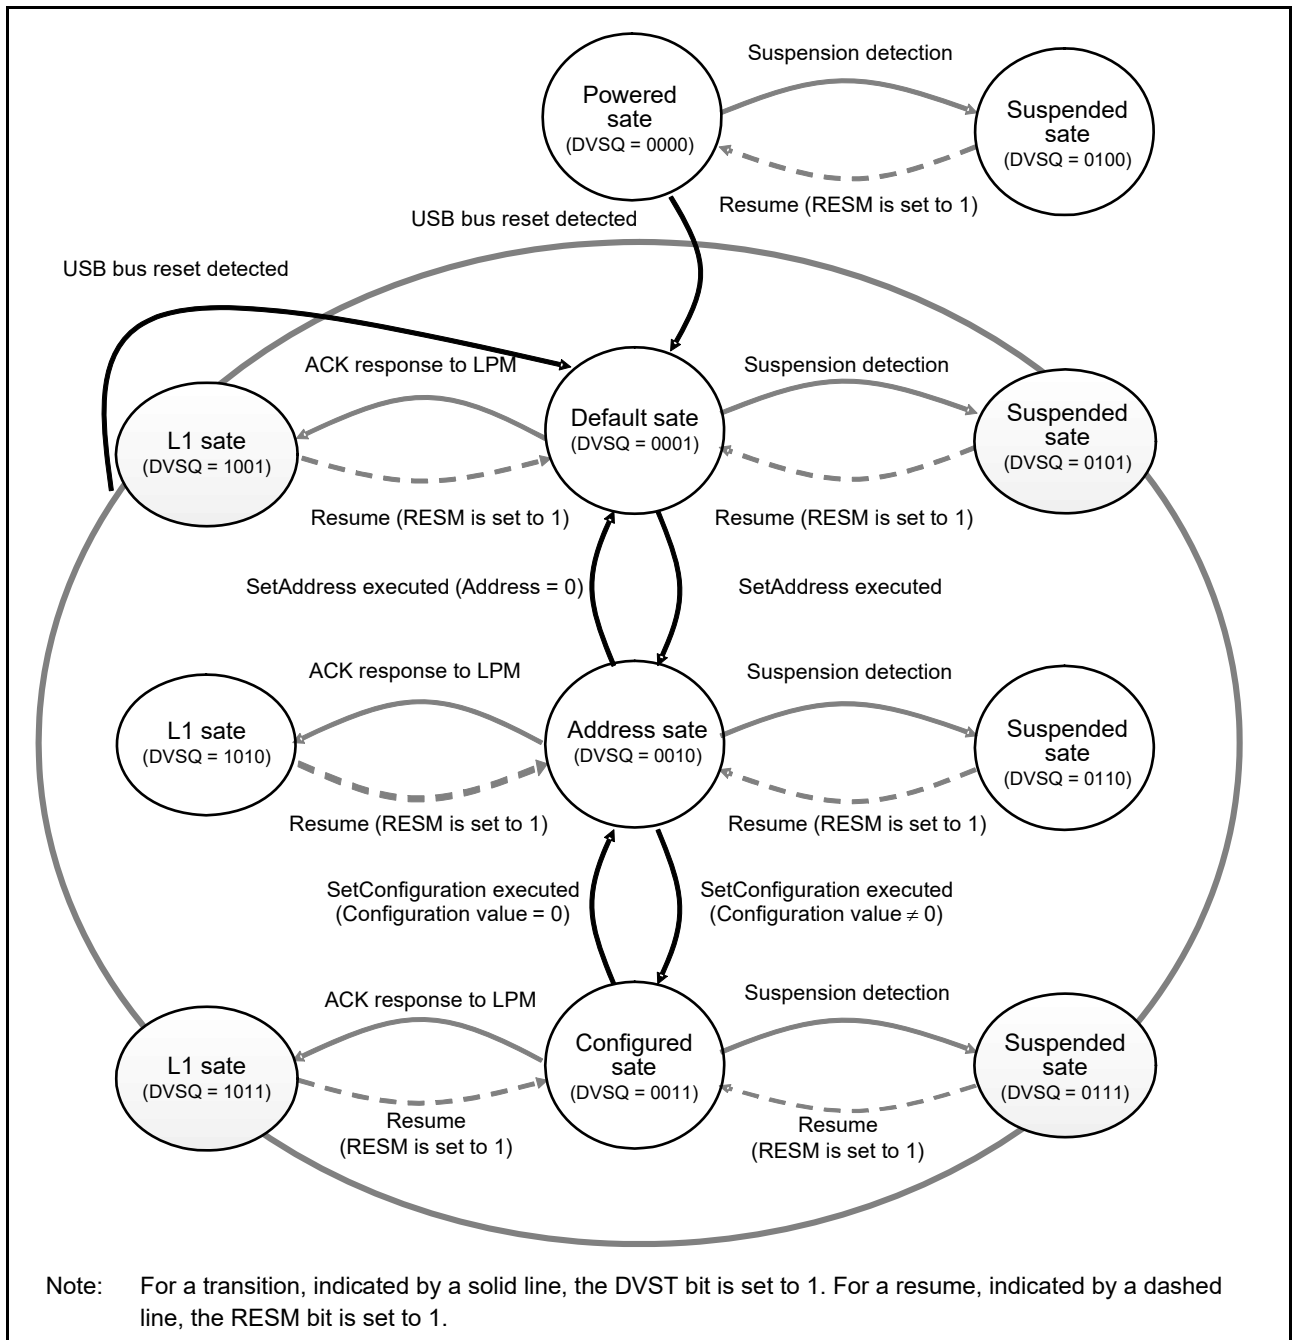 Suspension detection
Powered
sate
(DVSQ = 0000)
Suspended
sate
(DVSQ = 0100)
Resume (RESM is set to 1)
USB bus reset detected
USB bus reset detected
ACK response to LPM
Suspension detection
L1 sate
(DVSQ = 1001)
Default sate
(DVSQ = 0001)
Suspended
sate
(DVSQ = 0101)
Resume (RESM is set to 1)
Resume (RESM is set to 1)
SetAddress executed (Address = 0)
SetAddress executed
ACK response to LPM
Suspension detection
L1 sate
(DVSQ = 1010)
Address sate
(DVSQ = 0010)
Suspended
sate
(DVSQ = 0110)
Resume (RESM is set to 1)
Resume (RESM is set to 1)
SetConfiguration executed
(Configuration value = 0)
SetConfiguration executed
(Configuration value ≠ 0)
ACK response to LPM
Suspension detection
L1 sate
(DVSQ = 1011)
Configured
sate
(DVSQ = 0011)
Suspended
sate
(DVSQ = 0111)
Resume
(RESM is set to 1)
Resume
(RESM is set to 1)
Note: For a transition, indicated by a solid line, the DVST bit is set to 1. For a resume, indicated by a dashed
line, the RESM bit is set to 1.